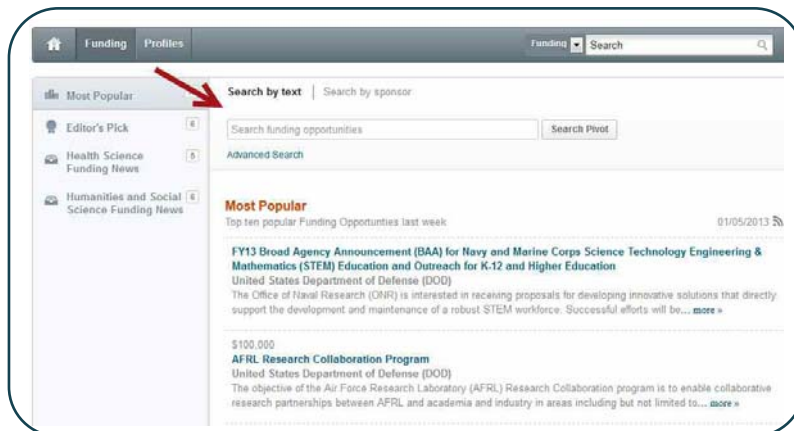 Funding Profiles
Funding Search
Most Popular
Editor's Pick 6
Health Science 5
Funding News
Humanities and Social 6
Science Funding News
Search by text | Search by sponsor
Search funding opportunities Search Pivot
Advanced Search
Most Popular
Top ten popular Funding Opportunties last week 01/05/2013
FY13 Broad Agency Announcement (BAA) for Navy and Marine Corps Science Technology Engineering &
Mathematics (STEM) Education and Outreach for K-12 and Higher Education
United States Department of Defense (DOD)
The Office of Naval Research (ONR) is interested in receiving proposals for developing innovative solutions that directly
support the development and maintenance of a robust STEM workforce. Successful efforts will be... more »
$100,000
AFRL Research Collaboration Program
United States Department of Defense (DOD)
The objective of the Air Force Research Laboratory (AFRL) Research Collaboration program is to enable collaborative
research partnerships between AFRL and academia and industry in areas including but not limited to... more »